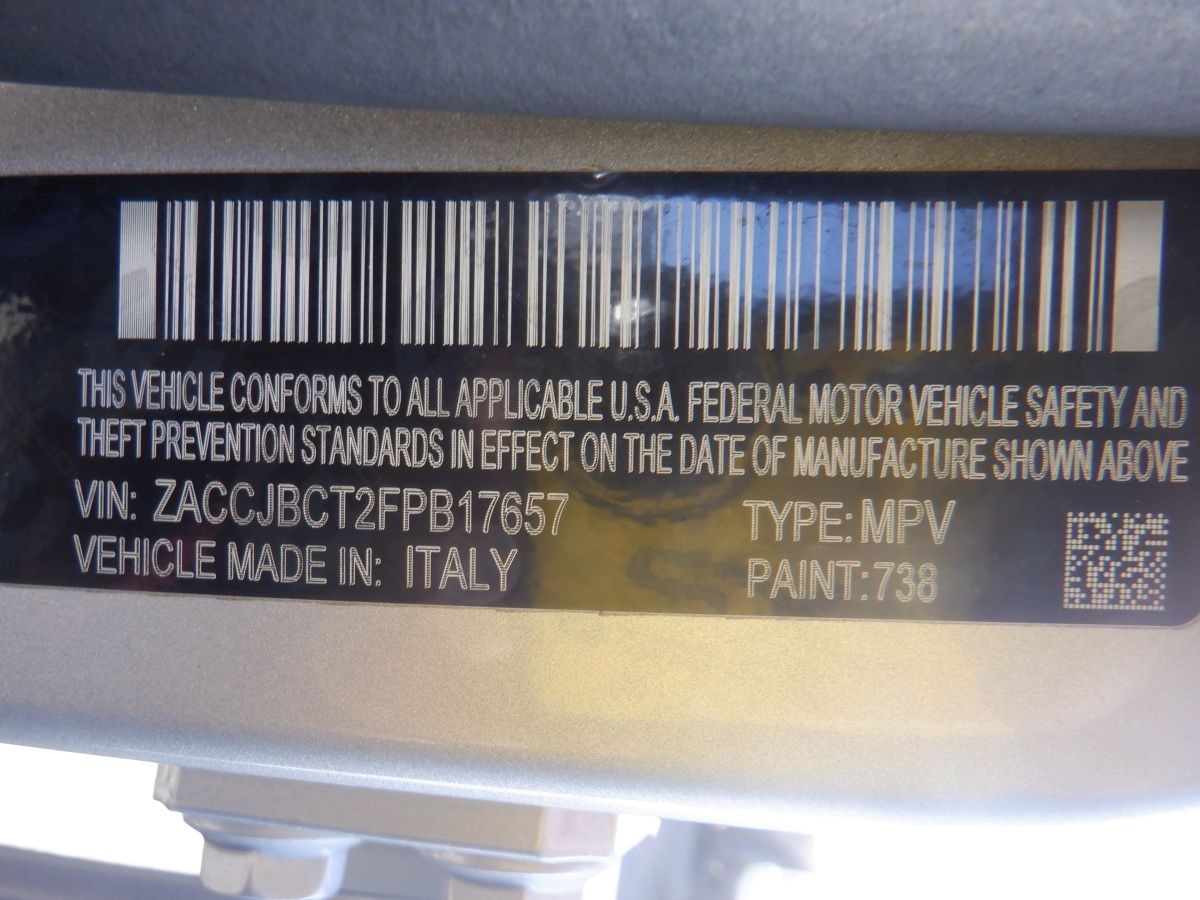 THIS VEHICLE CONFORMS TO ALL APPLICABLE U.S.A. FEDERAL MOTOR VEHICLE SAFETY AND
THEFT PREVENTION STANDARDS IN EFFECT ON THE DATE OF MANUFACTURE SHOWN ABOVE
VIN: ZACCJBCT2FPB17657 TYPE: MPV
VEHICLE MADE IN: ITALY PAINT:738